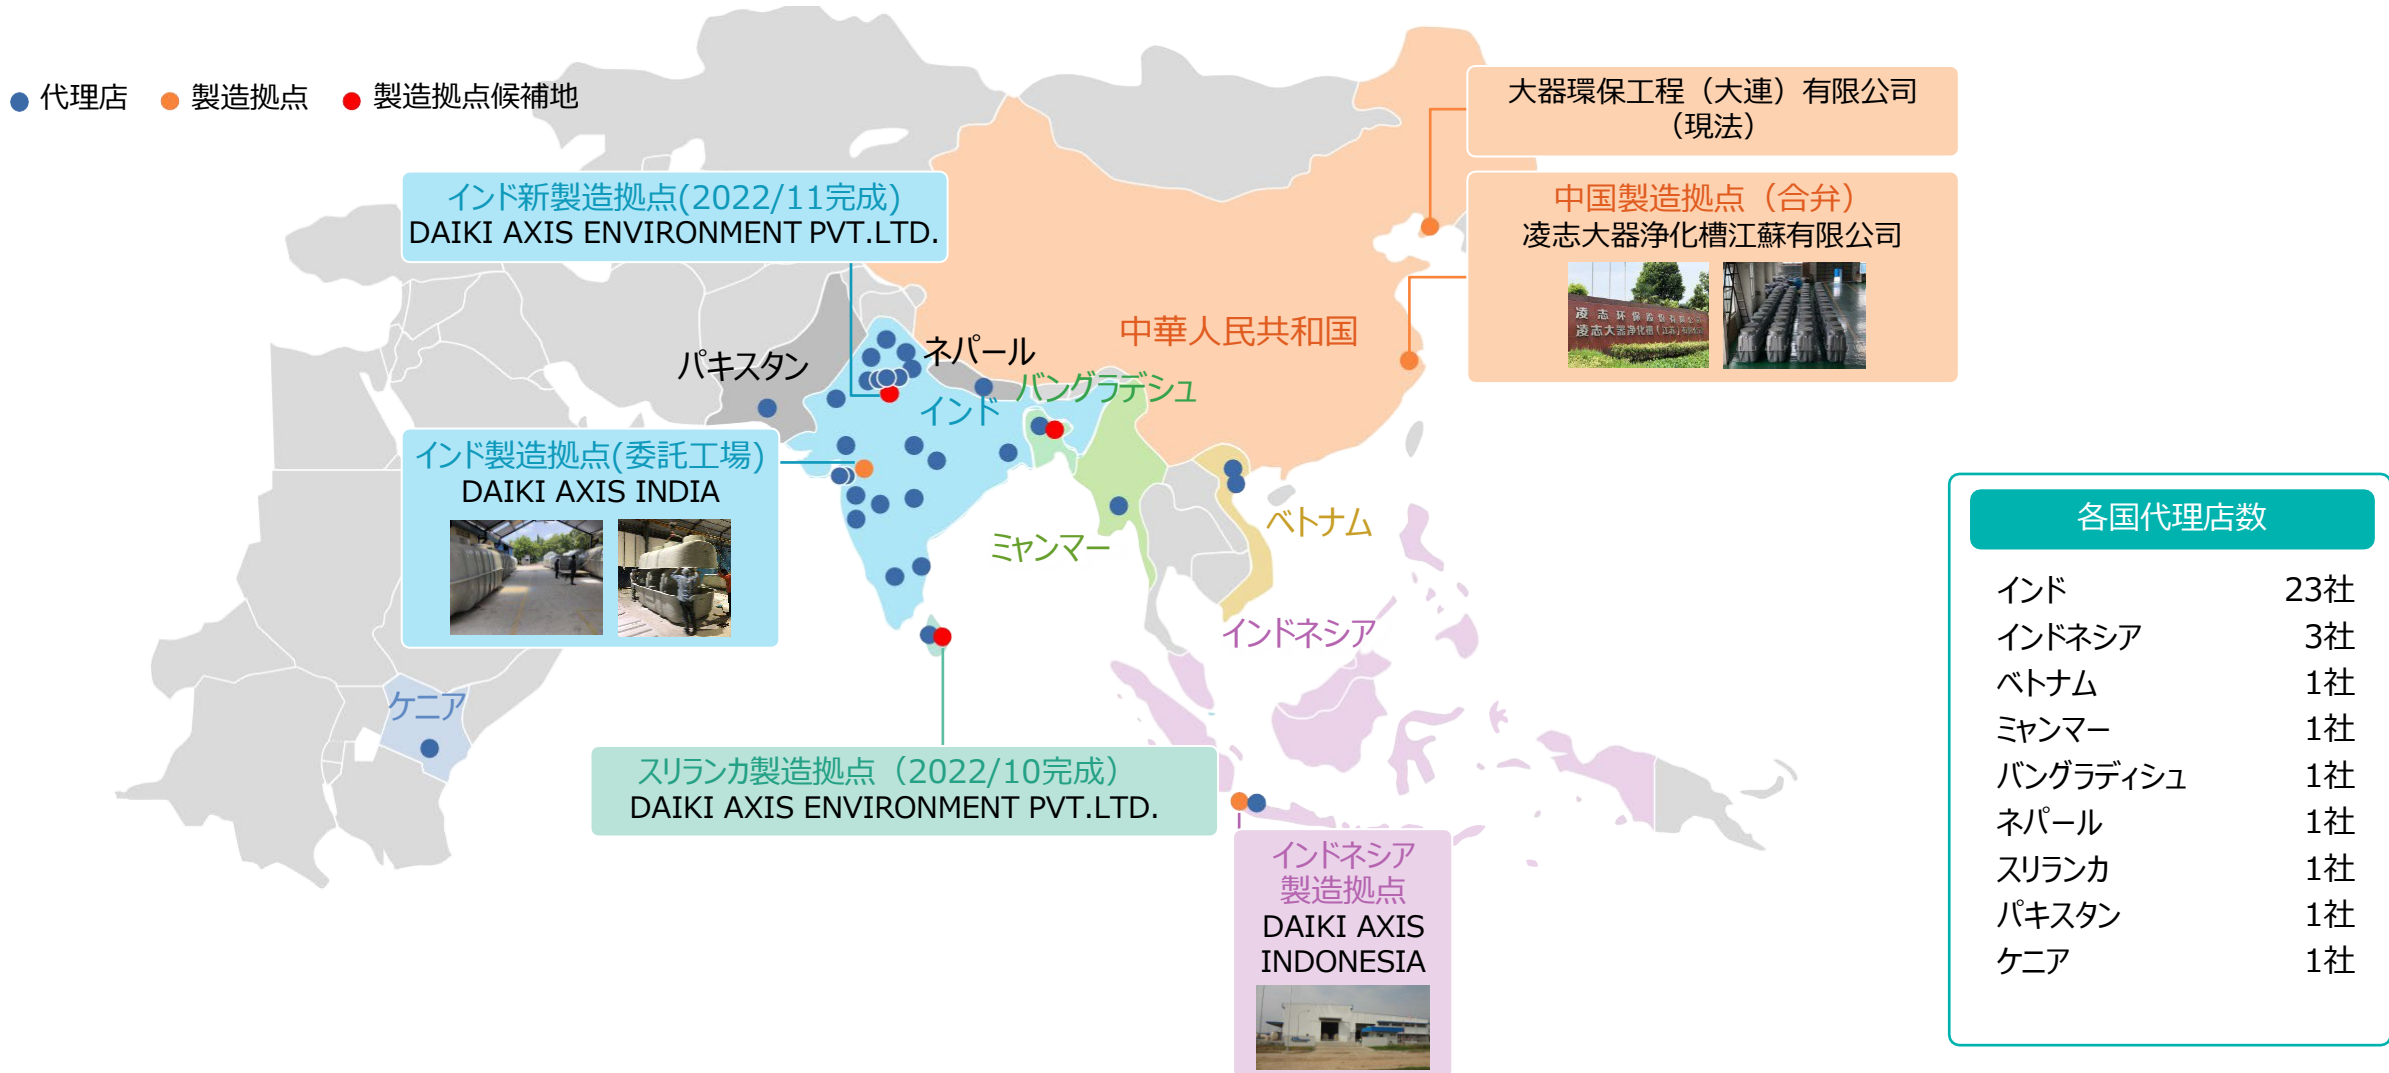 代理店 製造拠点 製造拠点候補地
大器環保工程（大連）有限公司
（現法）
インド新製造拠点(2022/11完成)
DAIKI AXIS ENVIRONMENT PVT.LTD.
中国製造拠点（合弁）
凌志大器浄化槽江蘇有限公司
中華人民共和国
パキスタン
ネパール
バングラデシュ
インド
インド製造拠点(委託工場)
DAIKI AXIS INDIA
ミャンマー
ベトナム
インドネシア
ケニア
スリランカ製造拠点（2022/10完成）
DAIKI AXIS ENVIRONMENT PVT.LTD.
インドネシア
製造拠点
DAIKI AXIS
INDONESIA
各国代理店数
インド 23社
インドネシア 3社
ベトナム 1社
ミャンマー 1社
バングラディシュ 1社
ネパール 1社
スリランカ 1社
パキスタン 1社
ケニア 1社